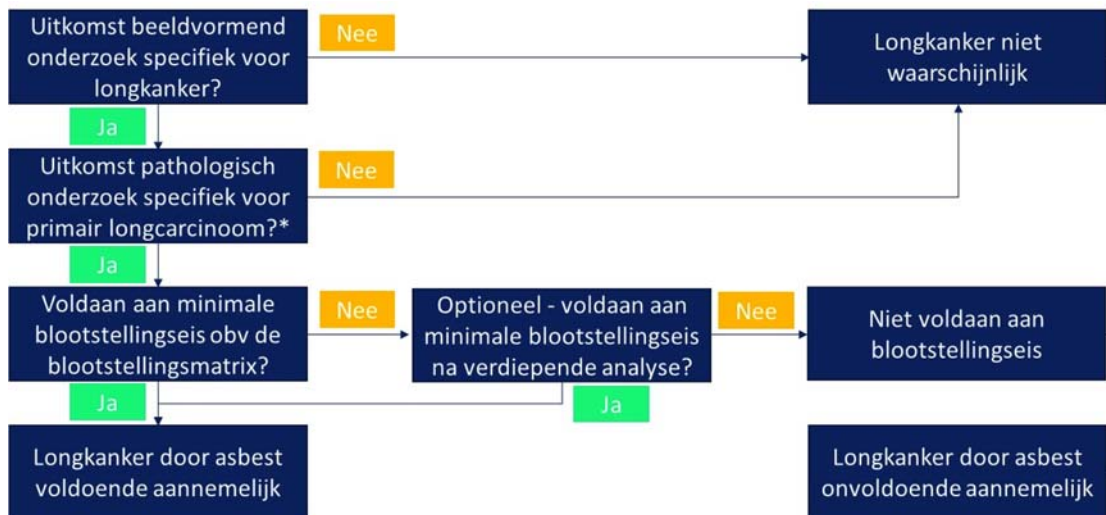 Uitkomst beeldvormend
onderzoek specifiek voor
longkanker?
Nee
Longkanker niet
waarschijnlijk
Ja
Uitkomst pathologisch
onderzoek specifiek voor
primair longcarcinoom?*
Nee
Ja
Voldaan aan minimale
blootstellingseis obv de
blootstellingsmatrix?
Nee
Optioneel - voldaan aan
minimale blootstellingseis
na verdiepende analyse?
Nee
Niet voldaan aan
blootstellingseis
Ja
Ja
Longkanker door asbest
voldoende aannemelijk
Longkanker door asbest
onvoldoende aannemelijk